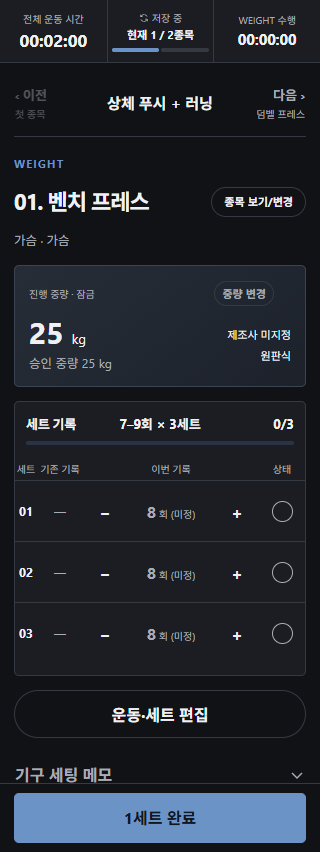 전체 운동 시간
00:02:00
저장 중
현재 1 / 2종목
WEIGHT 수행
00:00:00
‹ 이전
첫 종목
상체 푸시 + 러닝
다음 ›
덤벨 프레스
WEIGHT
01. 벤치 프레스
종목 보기/변경
가슴 · 가슴
진행 중량 · 잠금
중량 변경
25 kg
승인 중량 25 kg
제조사 미지정
원판식
세트 기록 7–9회 × 3세트 0/3
세트 기존 기록 이번 기록 상태
01 — − 8 회 (미정) +
02 — − 8 회 (미정) +
03 — − 8 회 (미정) +
운동·세트 편집
기구 세팅 메모
1세트 완료